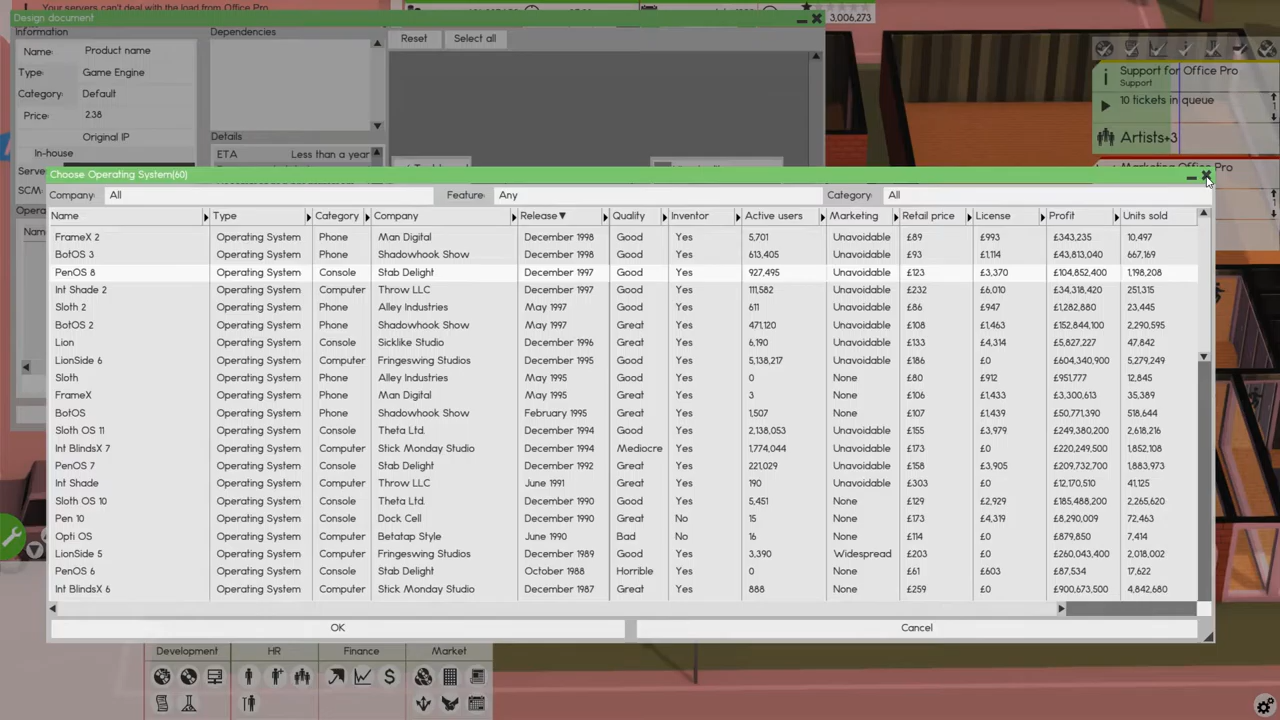 Your servers can't deal with the load from Office Pro
3,006,273
Design document
Information
Name: Product name
Type: Game Engine
Category: Default
Price: 2.38
Original IP
In-house
SCM
Dependencies
Details
ETA Less than a year
Reset Select all
Support for Office Pro
Support
10 tickets in queue
Artists+3
Marketing Office Pro
Choose Operating System(60)
Company: All Feature: Any Category: All
Name Type Category Company Release▼ Quality Inventor Active users Marketing Retail price License Profit Units sold
FrameX 2 Operating System Phone Man Digital December 1998 Good Yes 5,701 Unavoidable £89 £993 £343,235 10,497
BotOS 3 Operating System Phone Shadowhook Show December 1998 Good Yes 613,405 Unavoidable £93 £1,114 £43,813,040 667,169
PenOS 8 Operating System Console Stab Delight December 1997 Good Yes 927,495 Unavoidable £123 £3,370 £104,852,400 1,198,208
Int Shade 2 Operating System Computer Throw LLC December 1997 Good Yes 111,582 Unavoidable £232 £6,010 £34,318,420 251,315
Sloth 2 Operating System Phone Alley Industries May 1997 Good Yes 611 Unavoidable £86 £947 £1,282,880 23,445
BotOS 2 Operating System Phone Shadowhook Show May 1997 Great Yes 471,120 Unavoidable £108 £1,463 £152,844,100 2,290,595
Lion Operating System Console Sicklike Studio December 1996 Great Yes 6,190 Unavoidable £133 £4,314 £5,827,227 47,842
LionSide 6 Operating System Computer Fringeswing Studios December 1995 Good Yes 5,138,217 Unavoidable £186 £0 £604,340,900 5,279,249
Sloth Operating System Phone Alley Industries May 1995 Good Yes 0 None £80 £912 £951,777 12,845
FrameX Operating System Phone Man Digital May 1995 Great Yes 3 None £106 £1,433 £3,300,613 35,389
BotOS Operating System Phone Shadowhook Show February 1995 Great Yes 1,507 Unavoidable £107 £1,439 £50,771,390 518,644
Sloth OS 11 Operating System Console Theta Ltd. December 1994 Good Yes 2,138,053 Unavoidable £155 £3,979 £249,380,200 2,618,216
Int BlindsX 7 Operating System Computer Stick Monday Studio December 1994 Mediocre Yes 1,774,044 Unavoidable £173 £0 £220,249,500 1,852,108
PenOS 7 Operating System Console Stab Delight December 1992 Great Yes 221,029 Unavoidable £158 £3,905 £209,732,700 1,883,973
Int Shade Operating System Computer Throw LLC June 1991 Great Yes 190 Unavoidable £303 £0 £12,170,510 41,125
Sloth OS 10 Operating System Console Theta Ltd. December 1990 Good Yes 5,451 None £129 £2,929 £185,488,200 2,265,620
Pen 10 Operating System Console Dock Cell December 1990 Great No 15 None £173 £4,319 £8,290,009 72,463
Opti OS Operating System Computer Betatap Style June 1990 Bad No 16 None £114 £0 £879,850 7,414
LionSide 5 Operating System Computer Fringeswing Studios December 1989 Good Yes 3,390 Widespread £203 £0 £260,043,400 2,018,002
PenOS 6 Operating System Console Stab Delight October 1988 Horrible Yes 0 None £61 £603 £87,534 17,622
Int BlindsX 6 Operating System Computer Stick Monday Studio December 1987 Good Yes 888 None £259 £0 £900,673,500 4,842,680
OK Cancel
Development HR Finance Market